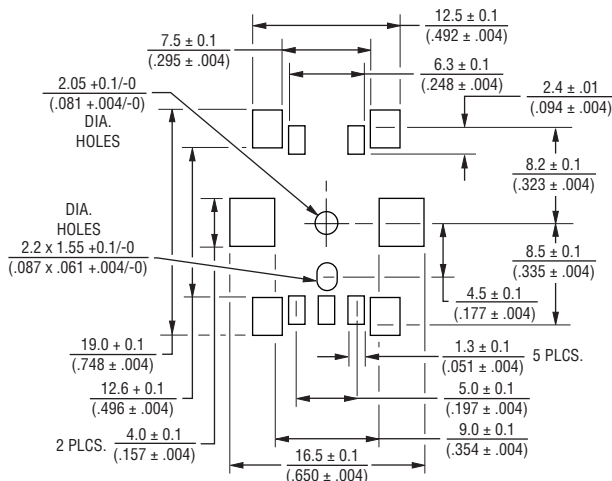 12.5 ± 0.1
(.492 ± .004)
7.5 ± 0.1
(.295 ± .004)
6.3 ± 0.1
(.248 ± .004)
2.05 +0.1/-0
(.081 +.004/-0)
DIA.
HOLES
2.4 ± .01
(.094 ± .004)
8.2 ± 0.1
(.323 ± .004)
DIA.
HOLES
2.2 x 1.55 +0.1/-0
(.087 x .061 +.004/-0)
8.5 ± 0.1
(.335 ± .004)
4.5 ± 0.1
(.177 ± .004)
19.0 + 0.1
(.748 ± .004)
1.3 ± 0.1
(.051 ± .004)
5 PLCS.
12.6 + 0.1
(.496 ± .004)
5.0 ± 0.1
(.197 ± .004)
2 PLCS.
4.0 ± 0.1
(.157 ± .004)
9.0 ± 0.1
(.354 ± .004)
16.5 ± 0.1
(.650 ± .004)